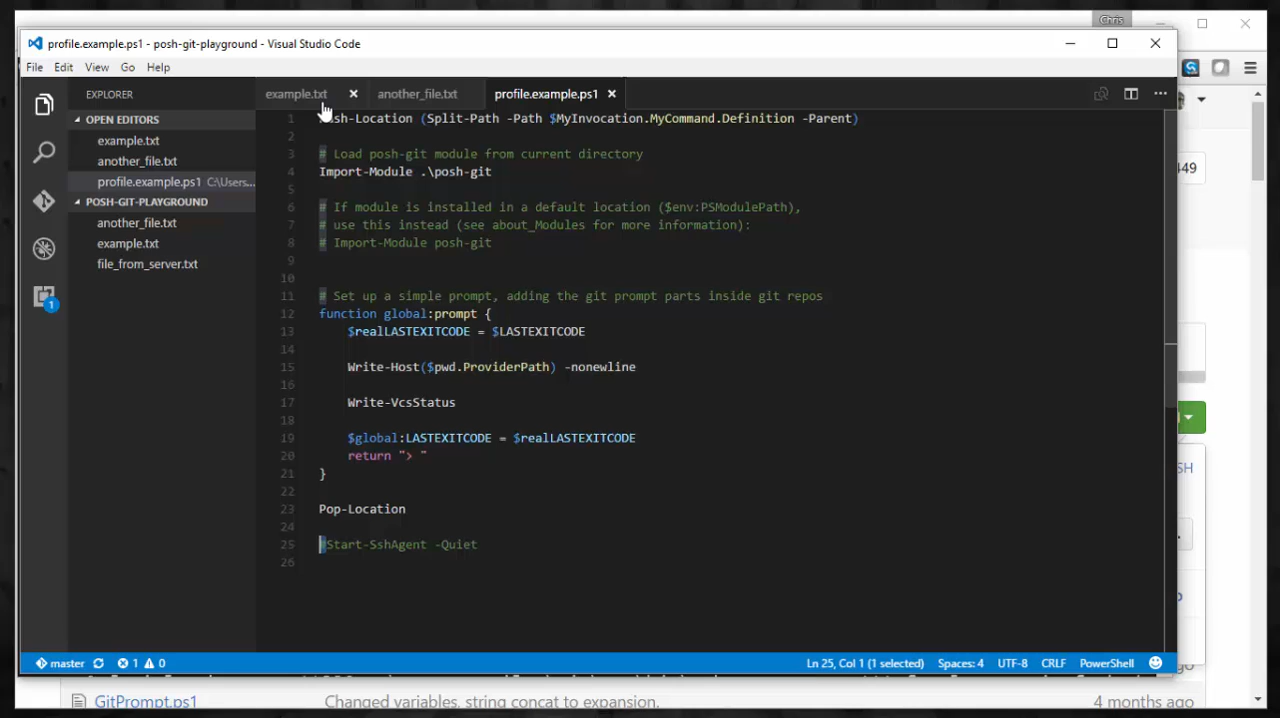 Chris
profile.example.ps1 - posh-git-playground - Visual Studio Code
File Edit View Go Help
EXPLORER
example.txt another_file.txt profile.example.ps1
OPEN EDITORS
example.txt
another_file.txt
profile.example.ps1 C:\Users...
POSH-GIT-PLAYGROUND
another_file.txt
example.txt
file_from_server.txt
1
1 (Split-Path -Path $MyInvocation.MyCommand.Definition -Parent)
2
3 # Load posh-git module from current directory
4 Import-Module .\posh-git
5
6 # If module is installed in a default location ($env:PSModulePath),
7 # use this instead (see about_Modules for more information):
8 # Import-Module posh-git
9
10
11 # Set up a simple prompt, adding the git prompt parts inside git repos
12 function global:prompt {
13 $realLASTEXITCODE = $LASTEXITCODE
14
15 Write-Host($pwd.ProviderPath) -nonewline
16
17 Write-VcsStatus
18
19 $global:LASTEXITCODE = $realLASTEXITCODE
20 return "> "
21 }
22
23 Pop-Location
24
25 #Start-SshAgent -Quiet
26
449
master 1 0 Ln 25, Col 1 (1 selected) Spaces: 4 UTF-8 CRLF PowerShell
GitPrompt.ps1 Changed variables, string concat to expansion. 4 months ago